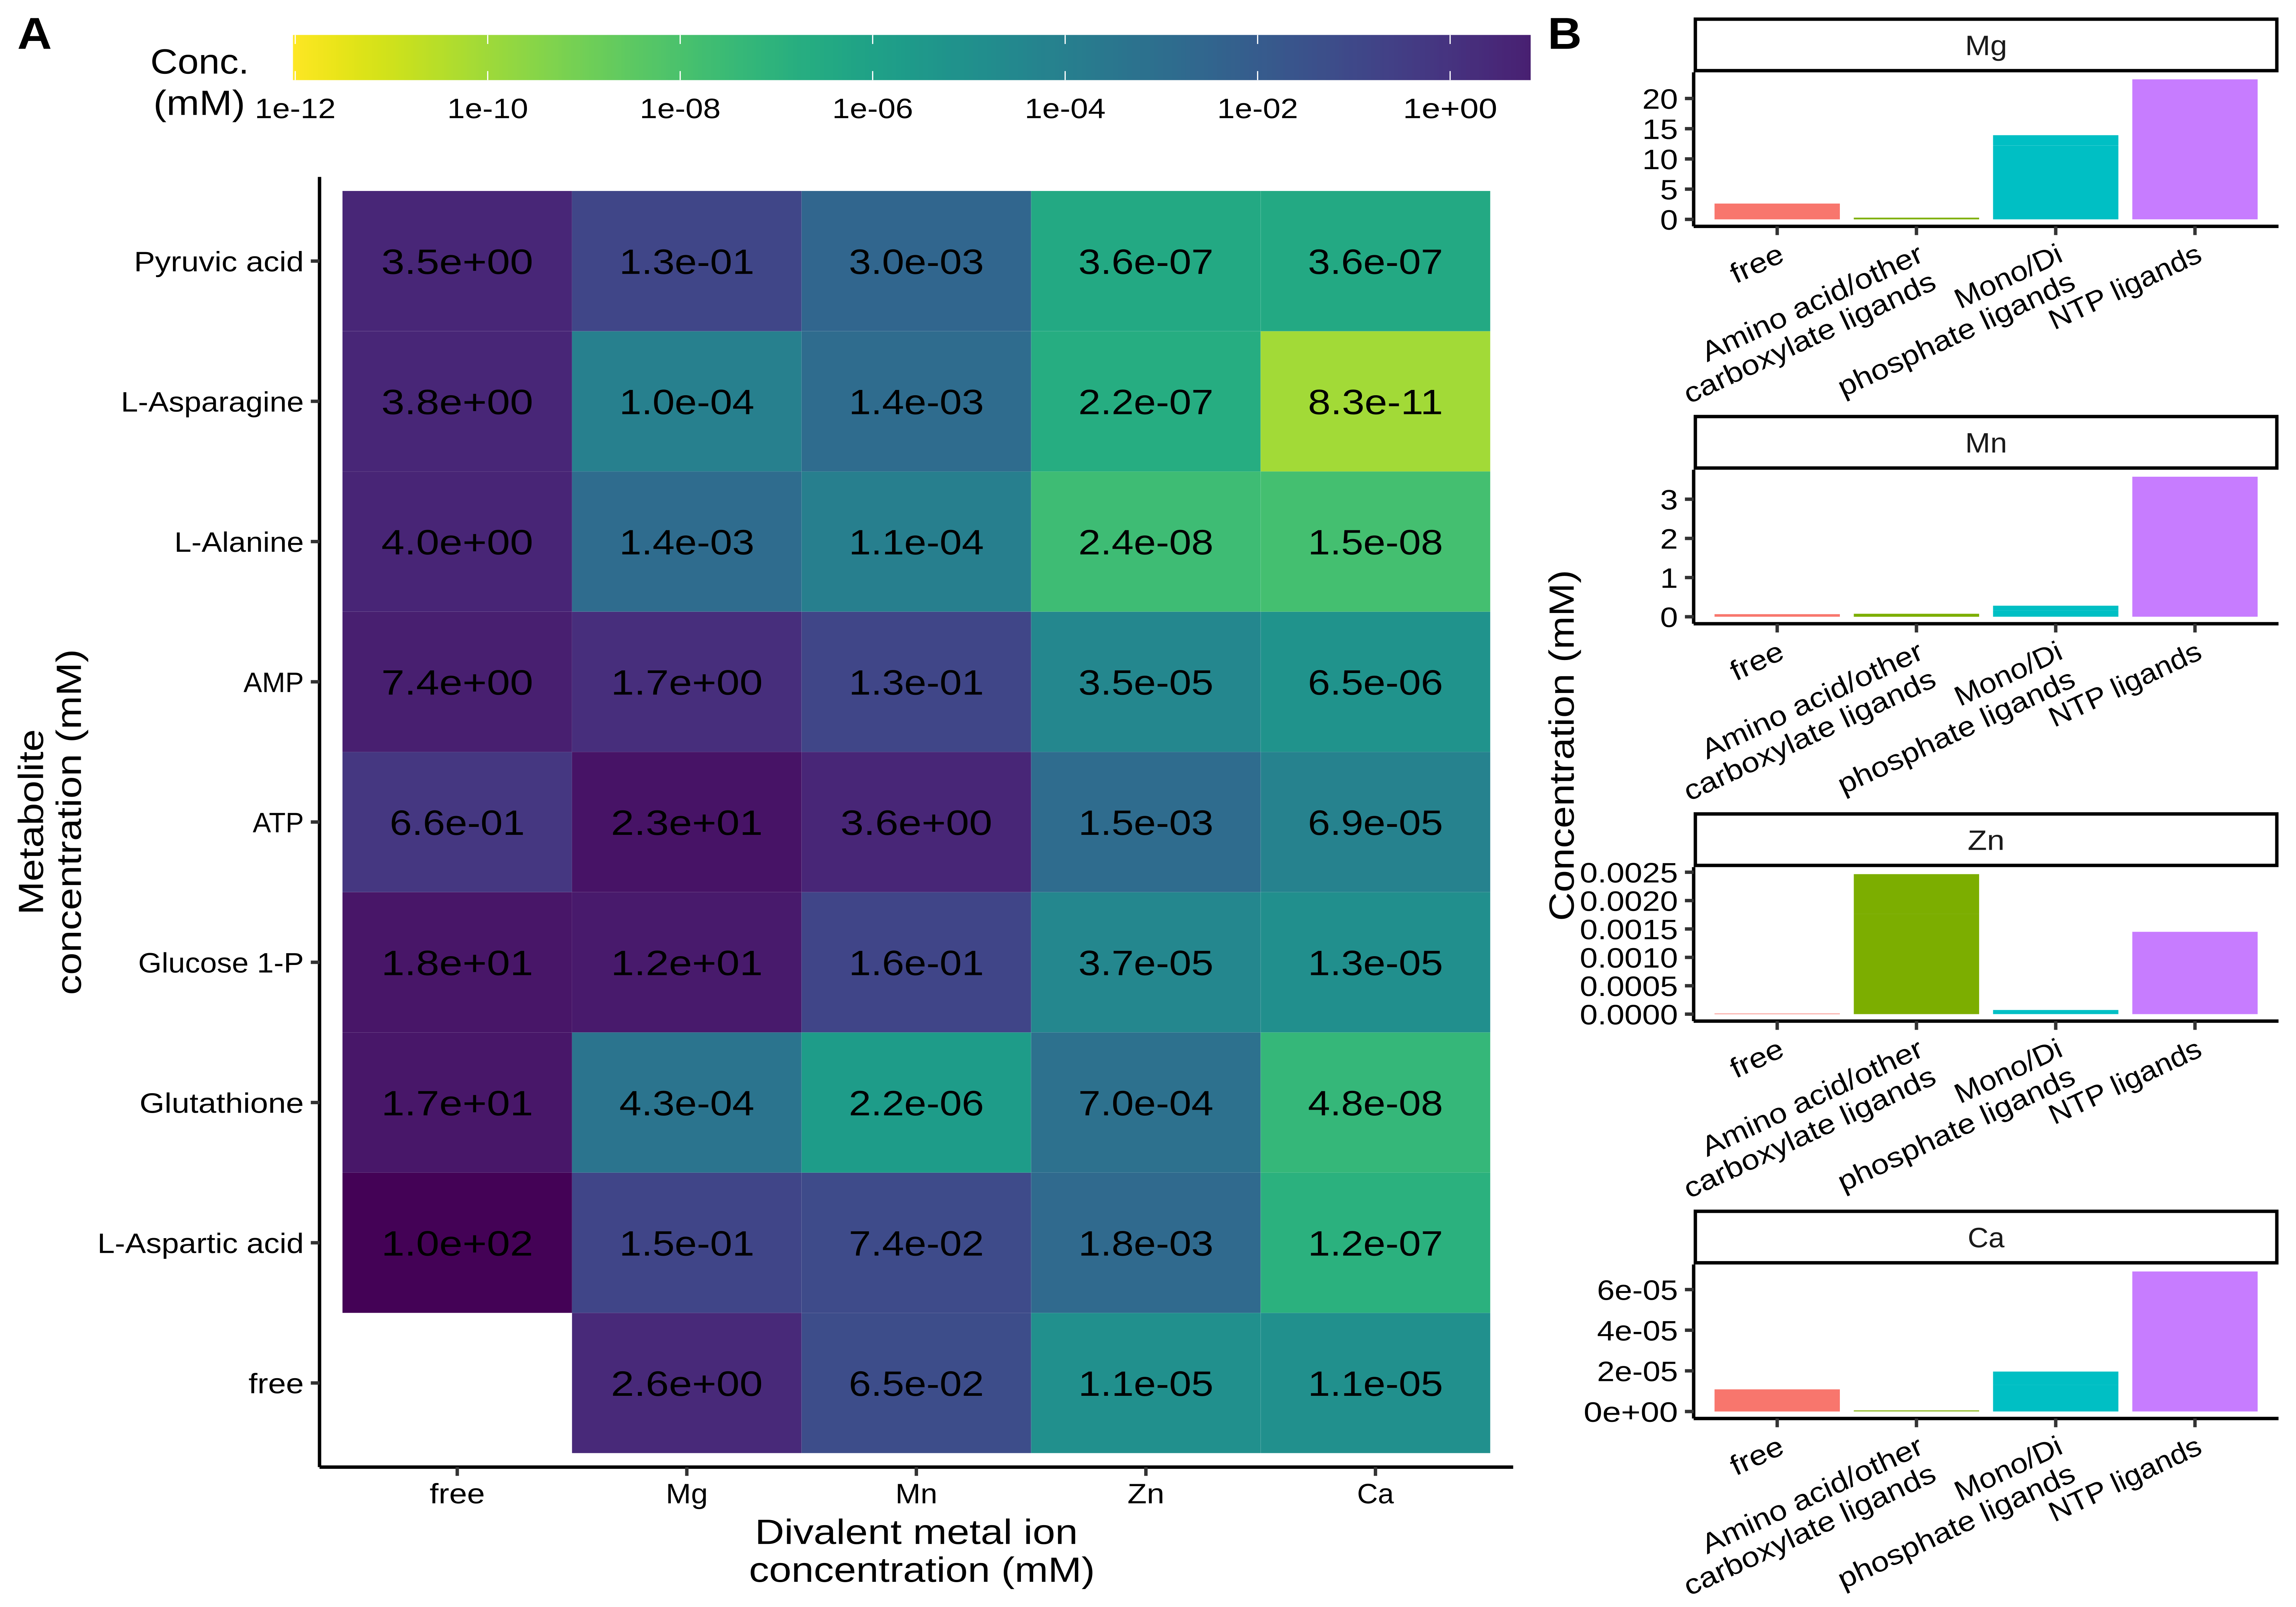 A
Conc.
(mM)
1e-12 1e-10 1e-08 1e-06 1e-04 1e-02 1e+00
Metabolite
concentration (mM)
Pyruvic acid 3.5e+00 1.3e-01 3.0e-03 3.6e-07 3.6e-07
L-Asparagine 3.8e+00 1.0e-04 1.4e-03 2.2e-07 8.3e-11
L-Alanine 4.0e+00 1.4e-03 1.1e-04 2.4e-08 1.5e-08
AMP 7.4e+00 1.7e+00 1.3e-01 3.5e-05 6.5e-06
ATP 6.6e-01 2.3e+01 3.6e+00 1.5e-03 6.9e-05
Glucose 1-P 1.8e+01 1.2e+01 1.6e-01 3.7e-05 1.3e-05
Glutathione 1.7e+01 4.3e-04 2.2e-06 7.0e-04 4.8e-08
L-Aspartic acid 1.0e+02 1.5e-01 7.4e-02 1.8e-03 1.2e-07
free 2.6e+00 6.5e-02 1.1e-05 1.1e-05
free Mg Mn Zn Ca
Divalent metal ion
concentration (mM)
B
Concentration (mM)
Mg
20
15
10
5
0
free
Amino acid/other
carboxylate ligands
Mono/Di
phosphate ligands
NTP ligands
Mn
3
2
1
0
free
Amino acid/other
carboxylate ligands
Mono/Di
phosphate ligands
NTP ligands
Zn
0.0025
0.0020
0.0015
0.0010
0.0005
0.0000
free
Amino acid/other
carboxylate ligands
Mono/Di
phosphate ligands
NTP ligands
Ca
6e-05
4e-05
2e-05
0e+00
free
Amino acid/other
carboxylate ligands
Mono/Di
phosphate ligands
NTP ligands